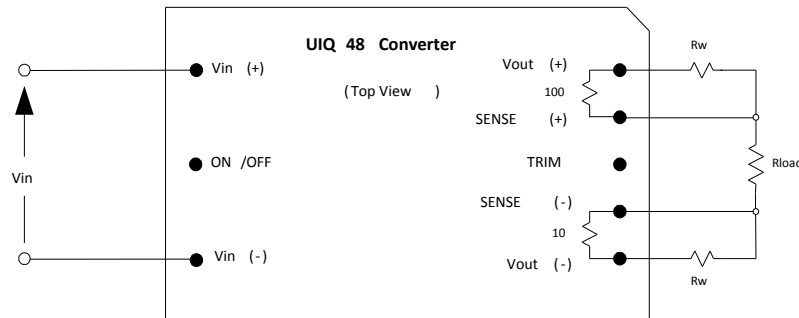 UIQ 48 Converter
(Top View )
Vin (+)
ON /OFF
Vin (-)
Vin
Vout (+)
100
SENSE (+)
TRIM
SENSE (-)
10
Vout (-)
Rw
Rload
Rw